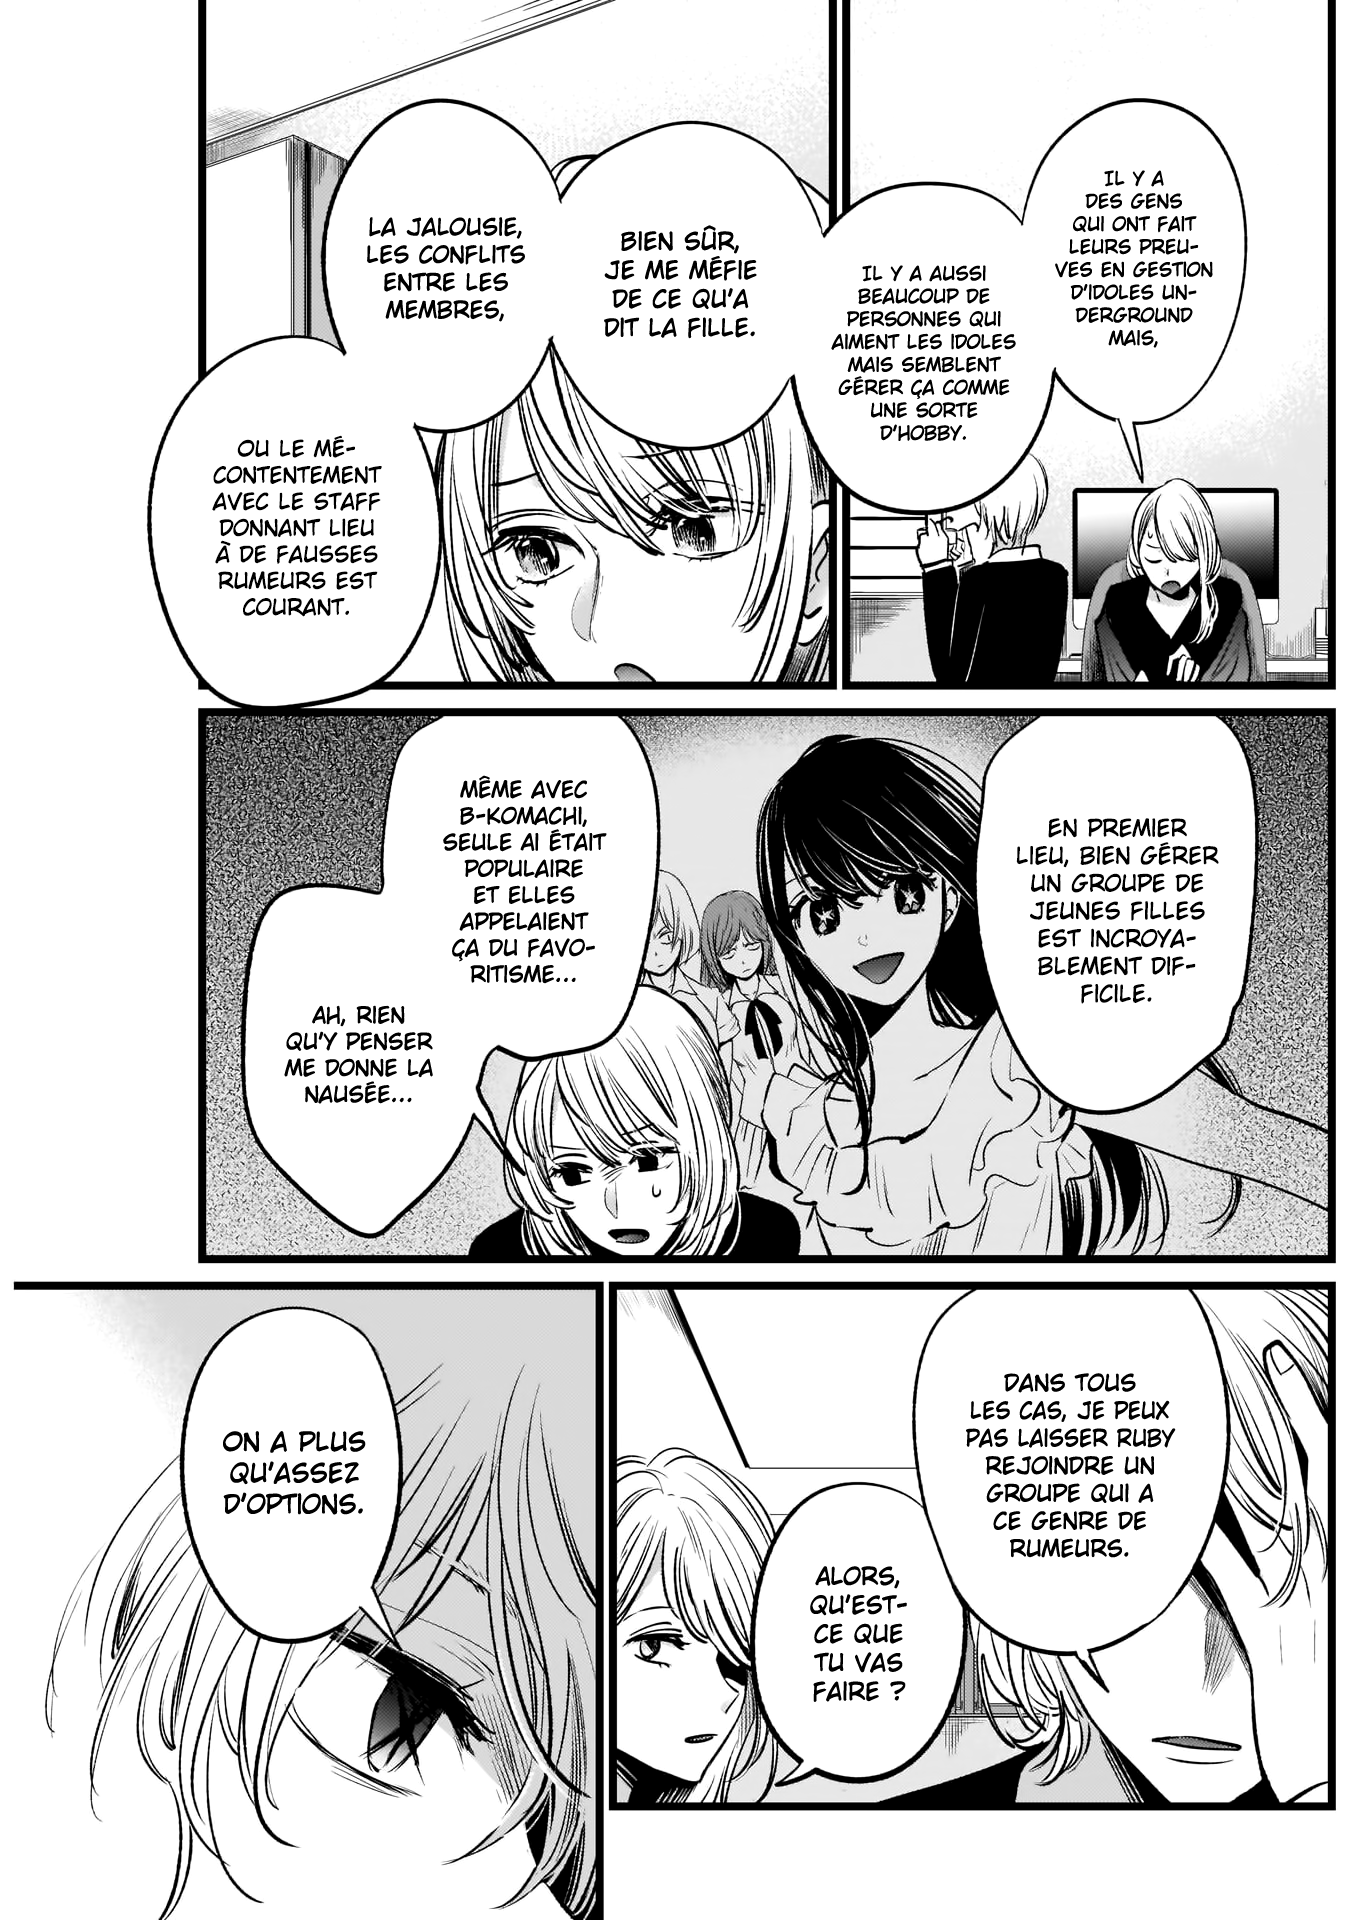 IL Y A
DES GENS
QUI ONT FAIT
LEURS PREU-
VES EN GESTION
D'IDOLES UN-
DERGROUND
MAIS,
IL Y A AUSSI
BEAUCOUP DE
PERSONNES QUI
AIMENT LES IDOLES
MAIS SEMBLENT
GÉRER ÇA COMME
UNE SORTE
D'HOBBY.
BIEN SÛR,
JE ME MÉFIE
DE CE QU'A
DIT LA FILLE.
LA JALOUSIE,
LES CONFLITS
ENTRE LES
MEMBRES,
OU LE MÉ-
CONTENTEMENT
AVEC LE STAFF
DONNANT LIEU
À DE FAUSSES
RUMEURS EST
COURANT.
EN PREMIER
LIEU, BIEN GÉRER
UN GROUPE DE
JEUNES FILLES
EST INCROYA-
BLEMENT DIF-
FICILE.
MÊME AVEC
B-KOMACHI,
SEULE AI ÉTAIT
POPULAIRE
ET ELLES
APPELAIENT
ÇA DU FAVO-
RITISME...
AH, RIEN
QU'Y PENSER
ME DONNE LA
NAUSÉE...
DANS TOUS
LES CAS, JE PEUX
PAS LAISSER RUBY
REJOINDRE UN
GROUPE QUI A
CE GENRE DE
RUMEURS.
ALORS,
QU'EST-
CE QUE
TU VAS
FAIRE ?
ON A PLUS
QU'ASSEZ
D'OPTIONS.